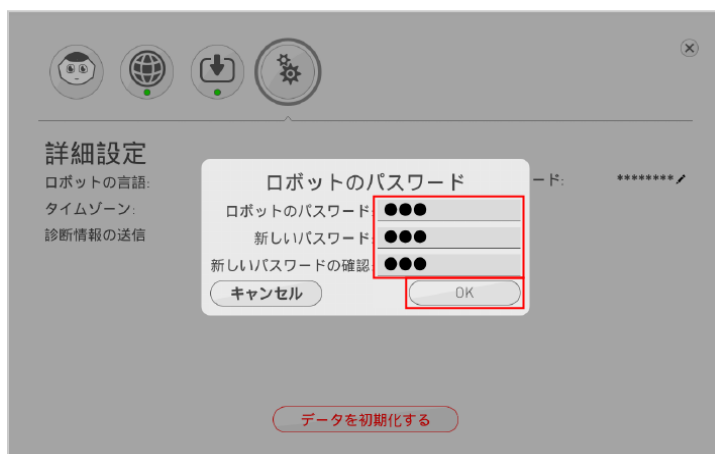 詳細設定
ロボットの言語:
タイムゾーン:
診断情報の送信
ード:
********
ロボットのパスワード
ロボットのパスワード: ●●●
新しいパスワード: ●●●
新しいパスワードの確認: ●●●
キャンセル
OK
データを初期化する